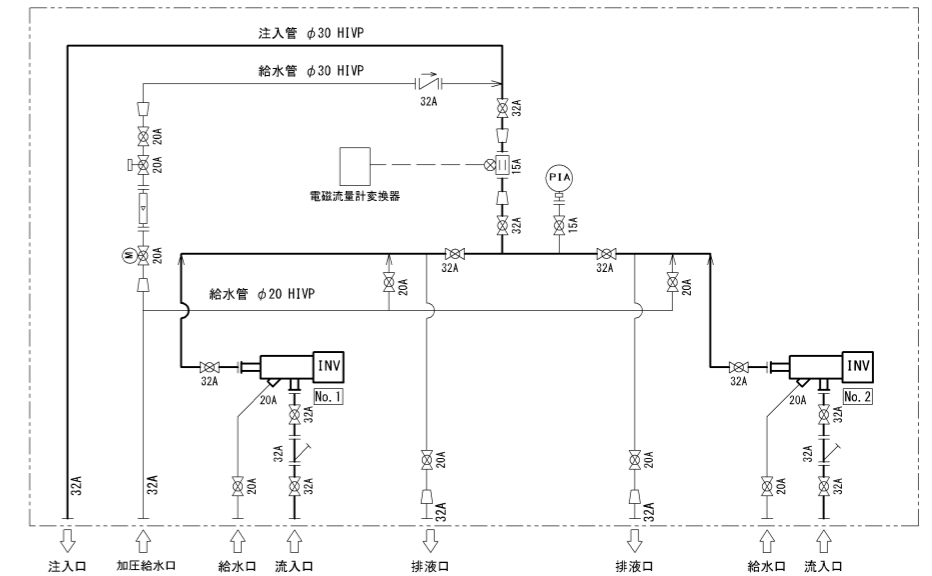 注入管 φ30 HIVP
給水管 φ30 HIVP
32A
32A
20A
20A
15A
PIA
電磁流量計変換器
32A
15A
M
20A
32A
32A
給水管 φ20 HIVP
20A
20A
INV
INV
32A
32A
20A
No.1
20A
No.2
32A
32A
32A
32A
20A
20A
32A
32A
20A
32A
20A
32A
32A
32A
注入口
加圧給水口
給水口
流入口
排液口
排液口
給水口
流入口